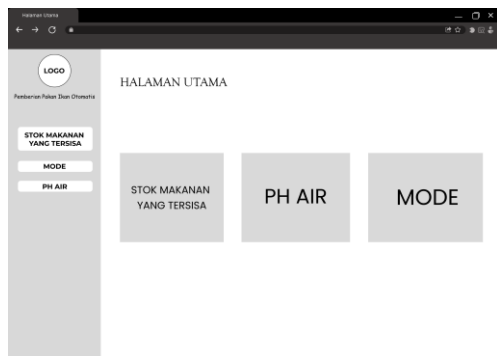 Halaman Utama
LOGO
Pemberian Pakan Ikan Otomatis
STOK MAKANAN
YANG TERSISA
MODE
PH AIR
HALAMAN UTAMA
STOK MAKANAN
YANG TERSISA
PH AIR
MODE